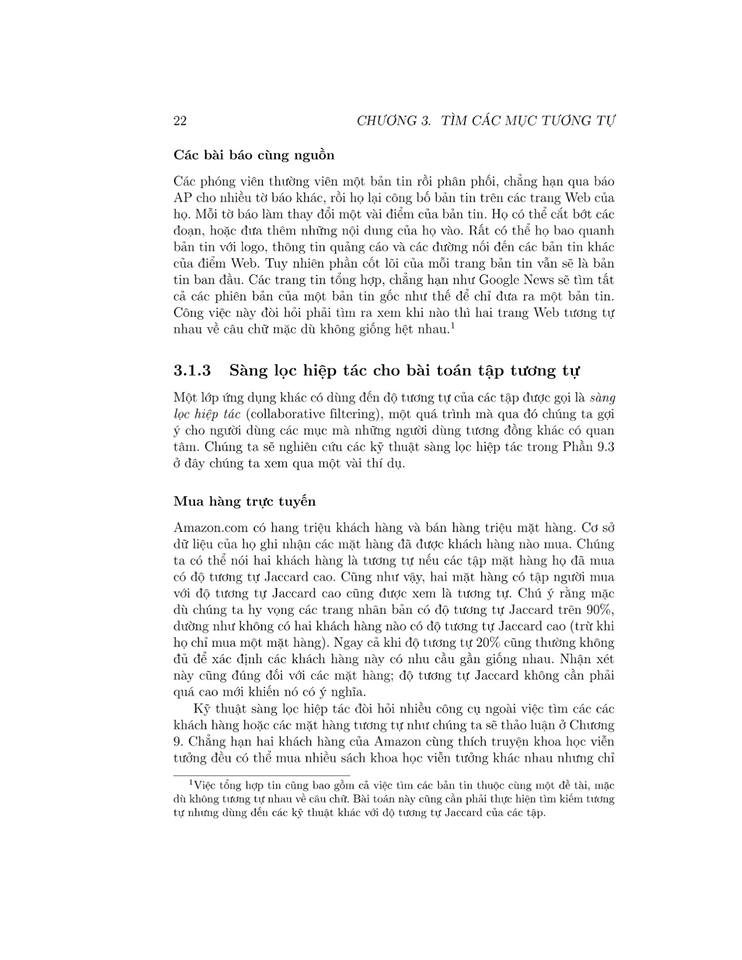 22 CHƯƠNG 3. TÌM CÁC MỤC TƯƠNG TỰ
Các bài báo cùng nguồn
Các phóng viên thường viên một bản tin rồi phân phối, chẳng hạn qua báo
AP cho nhiều tờ báo khác, rồi họ lại công bố bản tin trên các trang Web của
họ. Mỗi tờ báo làm thay đổi một vài điểm của bản tin. Họ có thể cắt bớt các
đoạn, hoặc đưa thêm những nội dung của họ vào. Rất có thể họ bao quanh
bản tin với logo, thông tin quảng cáo và các đường nối đến các bản tin khác
của điểm Web. Tuy nhiên phần cốt lõi của mỗi trang bản tin vẫn sẽ là bản
tin ban đầu. Các trang tin tổng hợp, chẳng hạn như Google News sẽ tìm tất
cả các phiên bản của một bản tin gốc như thế để chỉ đưa ra một bản tin.
Công việc này đòi hỏi phải tìm ra xem khi nào thì hai trang Web tương tự
nhau về câu chữ mặc dù không giống hệt nhau.¹
3.1.3 Sàng lọc hiệp tác cho bài toán tập tương tự
Một lớp ứng dụng khác có dùng đến độ tương tự của các tập được gọi là sàng
lọc hiệp tác (collaborative filtering), một quá trình mà qua đó chúng ta gợi
ý cho người dùng các mục mà những người dùng tương đồng khác có quan
tâm. Chúng ta sẽ nghiên cứu các kỹ thuật sàng lọc hiệp tác trong Phần 9.3
ở đây chúng ta xem qua một vài thí dụ.
Mua hàng trực tuyến
Amazon.com có hang triệu khách hàng và bán hàng triệu mặt hàng. Cơ sở
dữ liệu của họ ghi nhận các mặt hàng đã được khách hàng nào mua. Chúng
ta có thể nói hai khách hàng là tương tự nếu các tập mặt hàng họ đã mua
có độ tương tự Jaccard cao. Cũng như vậy, hai mặt hàng có tập người mua
với độ tương tự Jaccard cao cũng được xem là tương tự. Chú ý rằng mặc
dù chúng ta hy vọng các trang nhân bản có độ tương tự Jaccard trên 90%,
dường như không có hai khách hàng nào có độ tương tự Jaccard cao (trừ khi
họ chỉ mua một mặt hàng). Ngay cả khi độ tương tự 20% cũng thường không
đủ để xác định các khách hàng này có nhu cầu gần giống nhau. Nhận xét
này cũng đúng đối với các mặt hàng; độ tương tự Jaccard không cần phải
quá cao mới khiến nó có ý nghĩa.
Kỹ thuật sàng lọc hiệp tác đòi hỏi nhiều công cụ ngoài việc tìm các các
khách hàng hoặc các mặt hàng tương tự như chúng ta sẽ thảo luận ở Chương
9. Chẳng hạn hai khách hàng của Amazon cùng thích truyện khoa học viễn
tưởng đều có thể mua nhiều sách khoa học viễn tưởng khác nhau nhưng chỉ
¹Việc tổng hợp tin cũng bao gồm cả việc tìm các bản tin thuộc cùng một đề tài, mặc
dù không tương tự nhau về câu chữ. Bài toán này cũng cần phải thực hiện tìm kiếm tương
tự nhưng dùng đến các kỹ thuật khác với độ tương tự Jaccard của các tập.